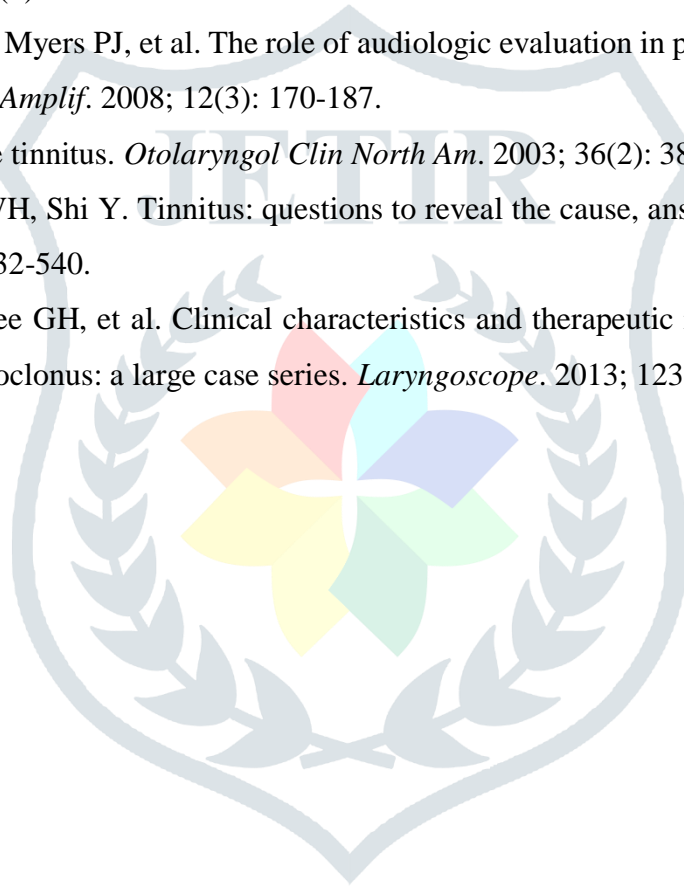 Myers PJ, et al. The role of audiologic evaluation in p
Amplif. 2008; 12(3): 170-187.
tinnitus. Otolaryngol Clin North Am. 2003; 36(2): 38
Shi Y. Tinnitus: questions to reveal the cause, ans
32-540.
ee GH, et al. Clinical characteristics and therapeutic
oclonus: a large case series. Laryngoscope. 2013; 123
JETIR